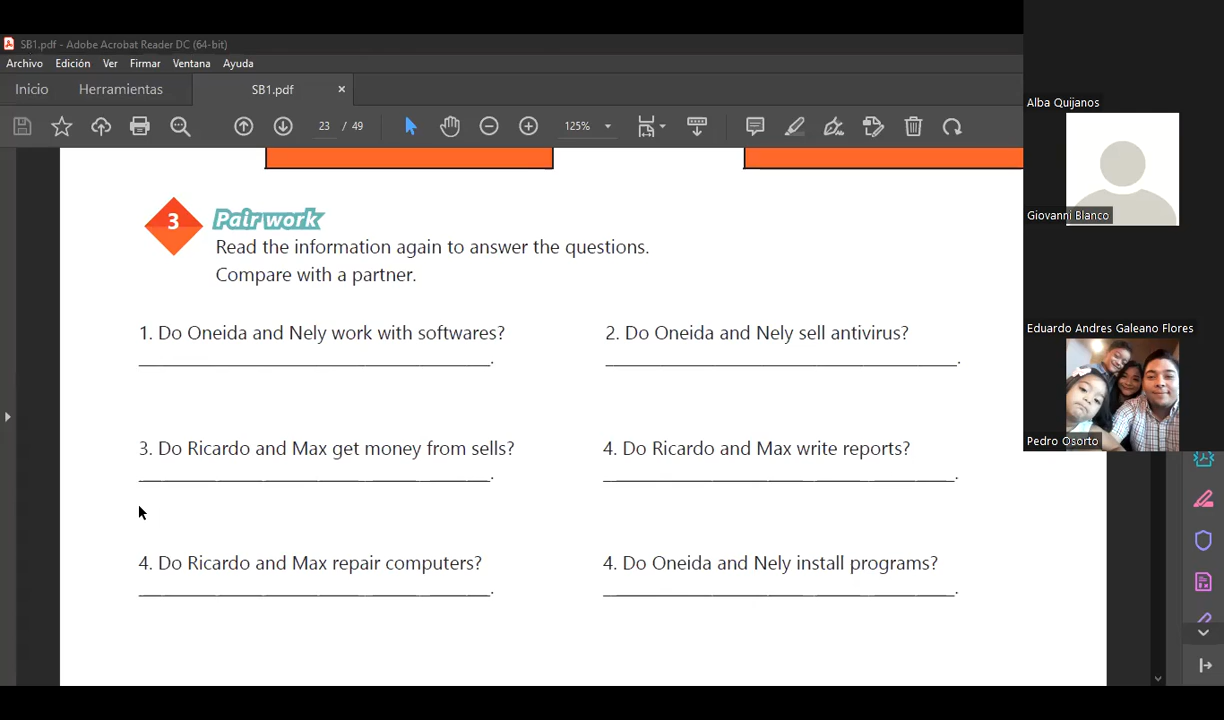 SB1.pdf - Adobe Acrobat Reader DC (64-bit)
Archivo Edición Ver Firmar Ventana Ayuda
Inicio Herramientas SB1.pdf ×
23 / 49 125%
Alba Quijanos
Giovanni Blanco
Eduardo Andres Galeano Flores
Pedro Osorto
3 Pair work
Read the information again to answer the questions.
Compare with a partner.
1. Do Oneida and Nely work with softwares? 2. Do Oneida and Nely sell antivirus?
3. Do Ricardo and Max get money from sells? 4. Do Ricardo and Max write reports?
4. Do Ricardo and Max repair computers? 4. Do Oneida and Nely install programs?